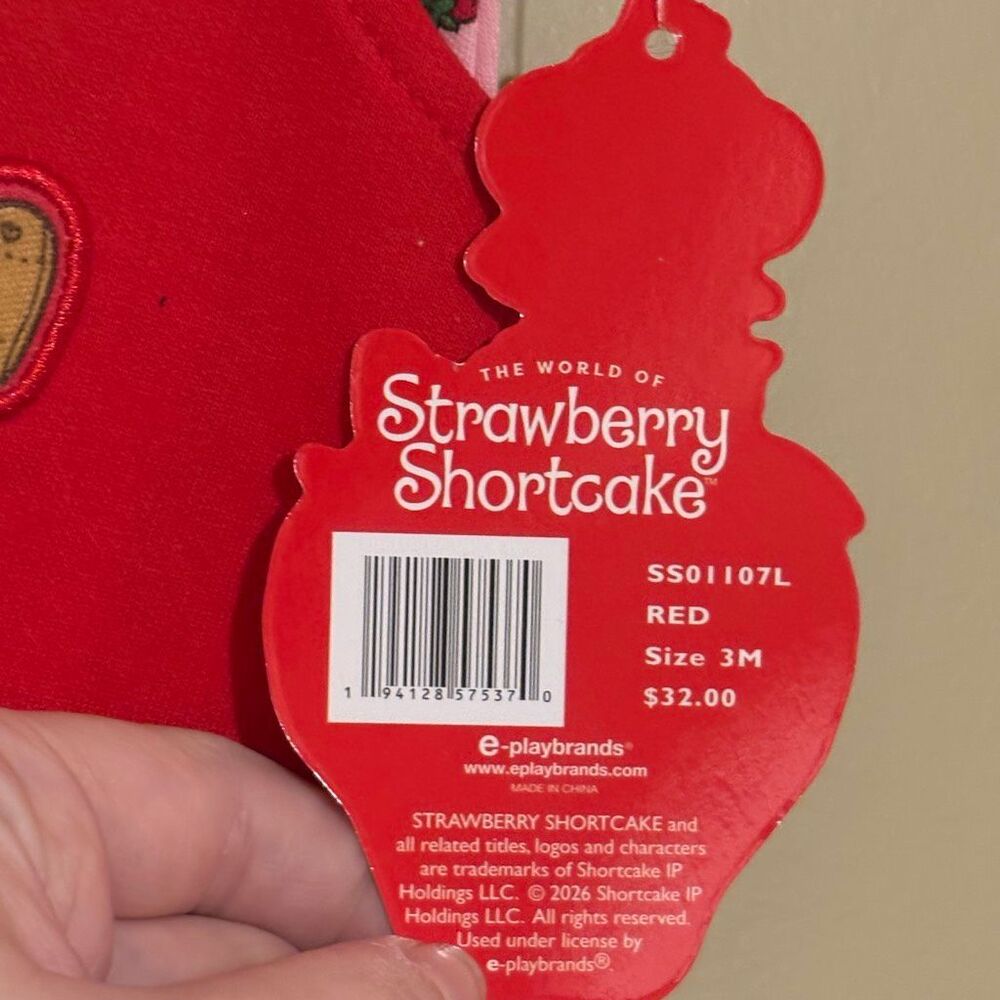 THE WORLD OF
Strawberry
Shortcake™
SS01107L
RED
Size 3M
$32.00
1 94128 57537 0
e-playbrands®
www.eplaybrands.com
MADE IN CHINA
STRAWBERRY SHORTCAKE and
all related titles, logos and characters
are trademarks of Shortcake IP
Holdings LLC. © 2026 Shortcake IP
Holdings LLC. All rights reserved.
Used under license by
e-playbrands®.